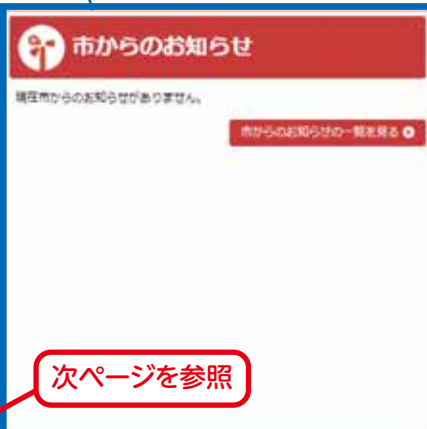 市からのお知らせ
現在市からのお知らせがありません。
市からのお知らせの一覧を見る
次ページを参照